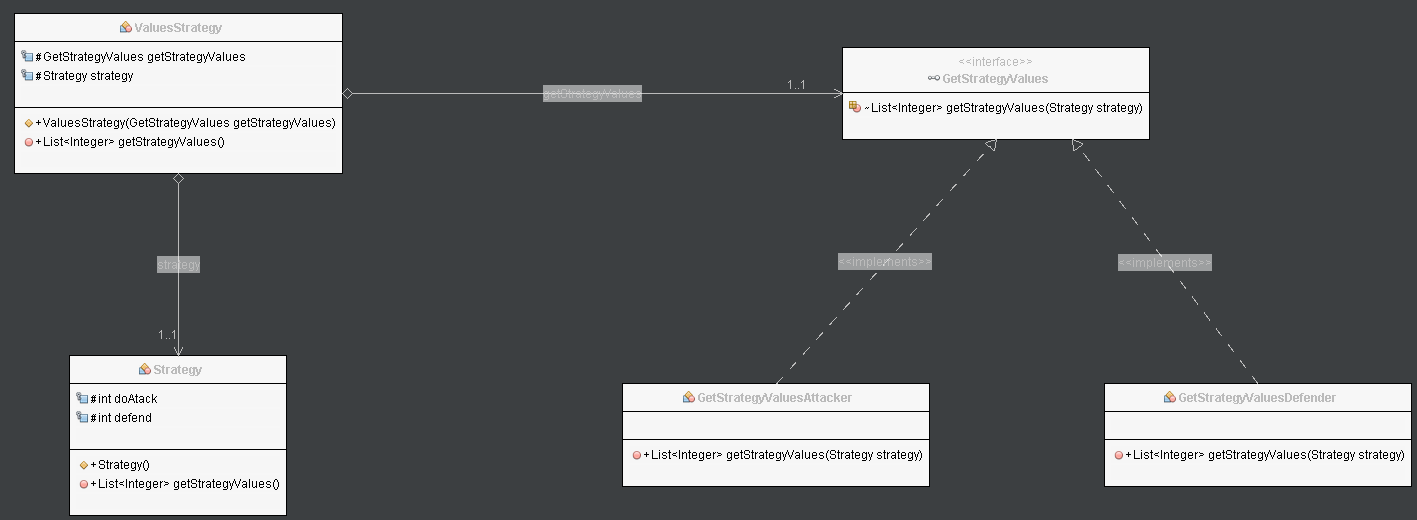 ValuesStrategy
#GetStrategyValues getStrategyValues
#Strategy strategy
+ValuesStrategy(GetStrategyValues getStrategyValues)
+List<Integer> getStrategyValues()
getStrategyValues
1..1
<<interface>>
GetStrategyValues
~List<Integer> getStrategyValues(Strategy strategy)
strategy
1..1
<<implements>>
<<implements>>
Strategy
#int doAtack
#int defend
+Strategy()
+List<Integer> getStrategyValues()
GetStrategyValuesAttacker
+List<Integer> getStrategyValues(Strategy strategy)
GetStrategyValuesDefender
+List<Integer> getStrategyValues(Strategy strategy)